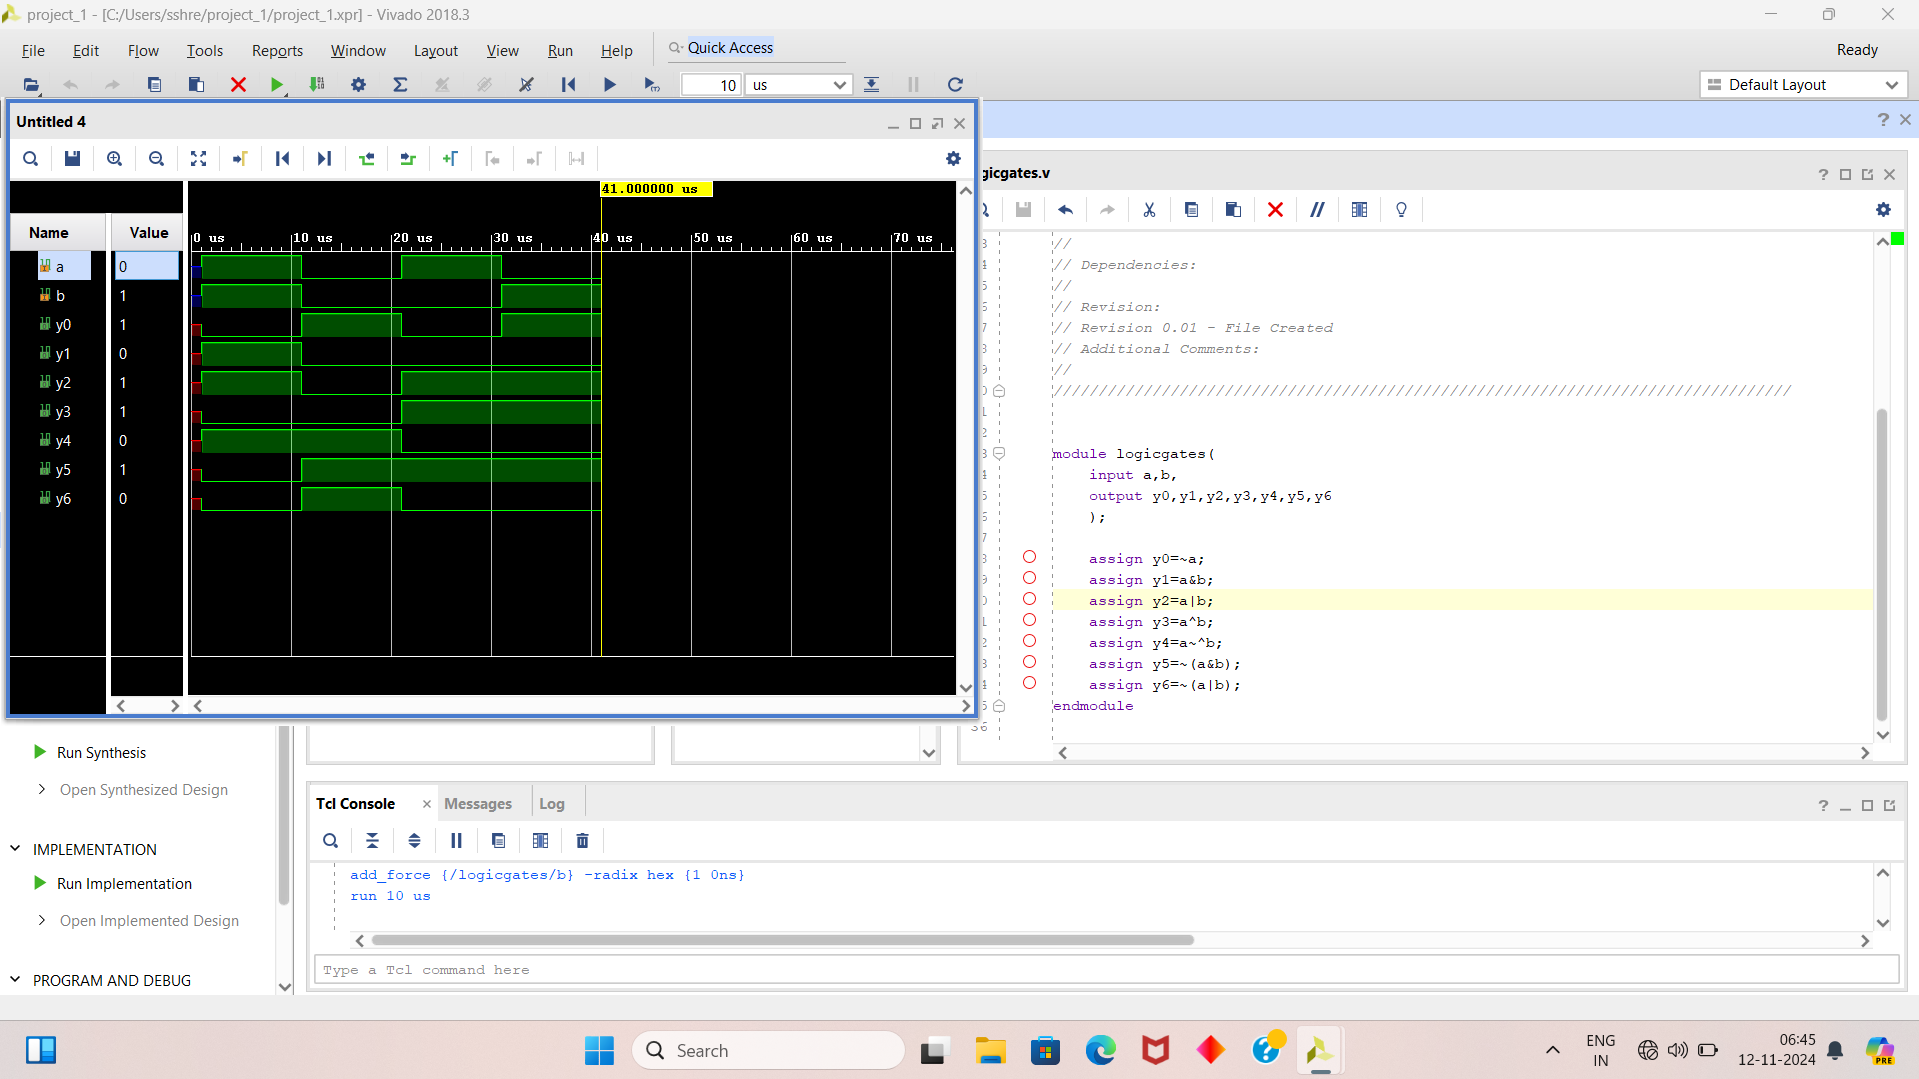 project_1 - [C:/Users/sshre/project_1/project_1.xpr] - Vivado 2018.3
File Edit Flow Tools Reports Window Layout View Run Help Quick Access Ready
10 us Default Layout
Untitled 4
41.000000 us
Name Value
0 us 10 us 20 us 30 us 40 us 50 us 60 us 70 us
a 0
b 1
y0 1
y1 0
y2 1
y3 1
y4 0
y5 1
y6 0
gicgates.v
//
// Dependencies:
//
// Revision:
// Revision 0.01 - File Created
// Additional Comments:
//
//////////////////////////////////////////////////////////////////////////////////
module logicgates(
input a,b,
output y0,y1,y2,y3,y4,y5,y6
);
assign y0=~a;
assign y1=a&b;
assign y2=a|b;
assign y3=a^b;
assign y4=a~^b;
assign y5=~(a&b);
assign y6=~(a|b);
endmodule
36
Run Synthesis
Open Synthesized Design
IMPLEMENTATION
Run Implementation
Open Implemented Design
PROGRAM AND DEBUG
Tcl Console Messages Log
add_force {/logicgates/b} -radix hex {1 0ns}
run 10 us
Type a Tcl command here
Search
ENG
IN
06:45
12-11-2024
PRE